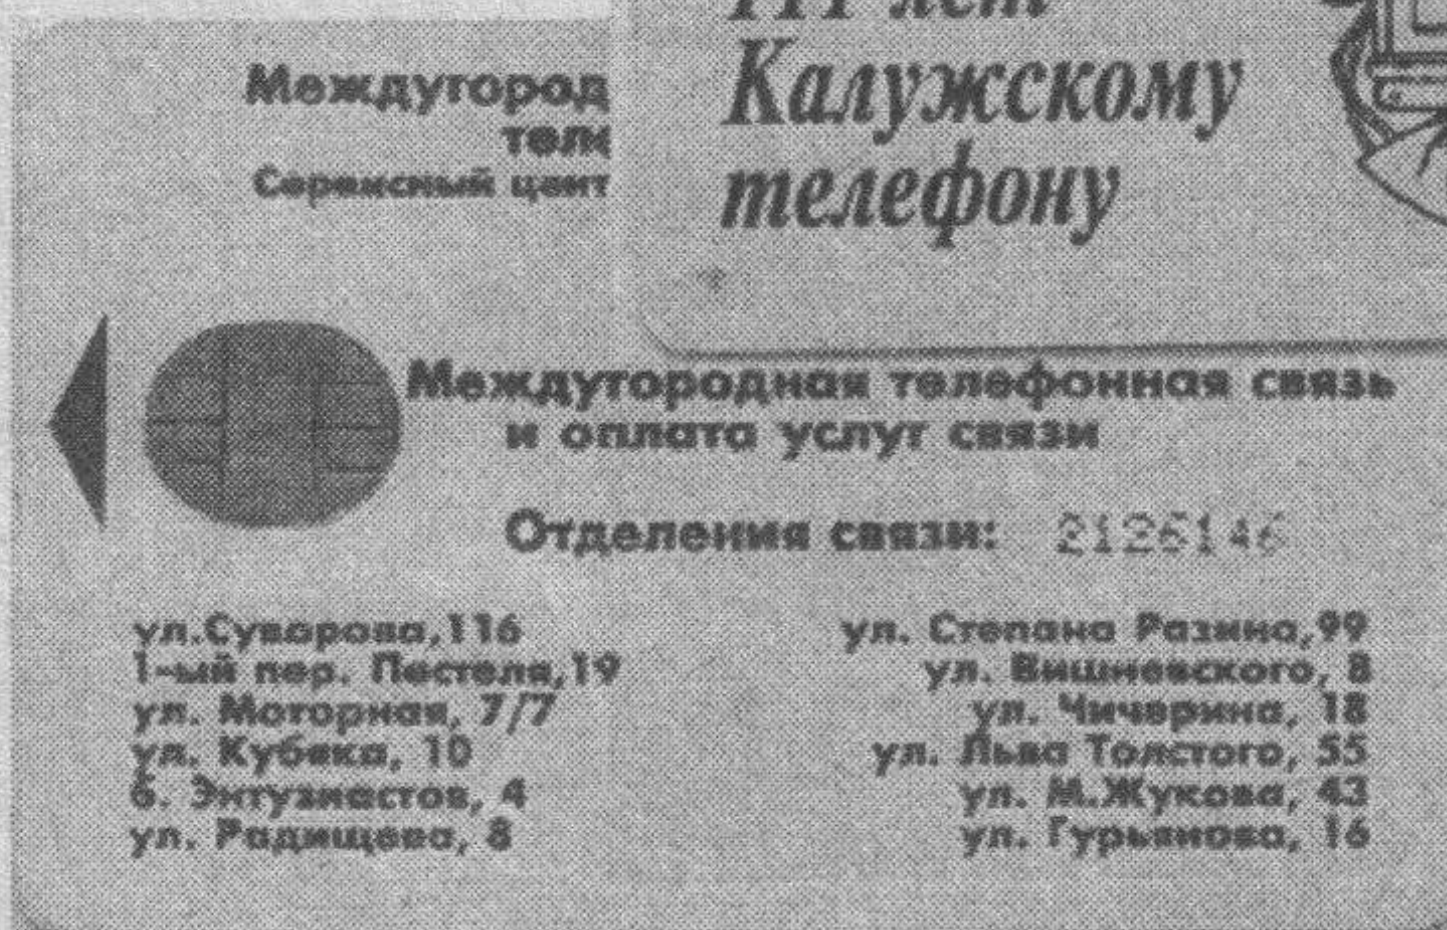 лет
Калужскому
телефону
Междугород
теле
Сервисный цент
Междугородная телефонная связь
и оплата услуг связи
Отделения связи: 2126146
ул.Суворова,116
1-ый пер. Пестеля,19
ул. Моторная, 7/7
ул. Кубяка, 10
б. Энтузиастов, 4
ул. Радищева, 8
ул. Степана Разина,99
ул. Вишневского, 8
ул. Чичерина, 18
ул. Льва Толстого, 55
ул. М.Жукова, 43
ул. Гурьянова, 16